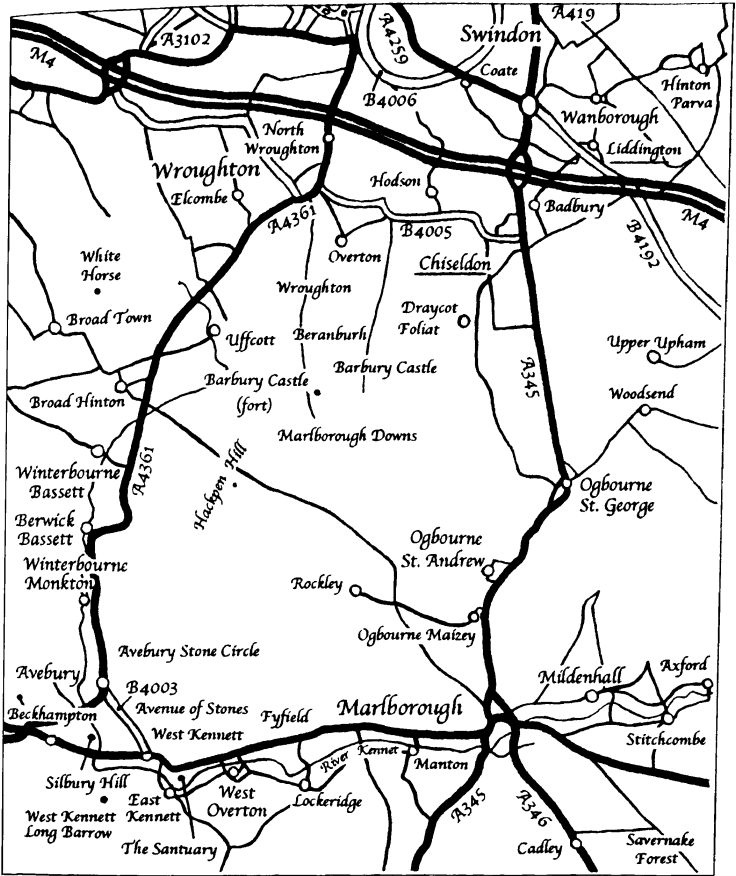 A3102
A4259
Swindon
A419
M4
Coate
B4006
Hinton
Parva
Wanborough
North
Wroughton
Liddington
Wroughton
Elcombe
Hodson
A4361
B4005
Badbury
M4
B4192
Overton
Chiseldon
White
Horse
Wroughton
Broad Town
Uffcott
Beranburh
Draycot
Foliat
Upper Upham
Barbury Castle
A345
Barbury Castle
(fort)
Broad Hinton
Woodsend
Marlborough Downs
A4361
Hackpen Hill
Winterbourne
Bassett
Ogbourne
St. George
Berwick
Bassett
Ogbourne
St. Andrew
Winterbourne
Monkton
Rockley
Ogbourne Maizey
Avebury Stone Circle
Avebury
B4003
Mildenhall
Axford
Beckhampton
Avenue of Stones
Marlborough
Fyfield
West Kennett
Stitchcombe
River
Kennet
Manton
Silbury Hill
West
Overton
Lockeridge
East
Kennett
West Kennett
Long Barrow
A345
A346
The Santuary
Cadley
Savernake
Forest